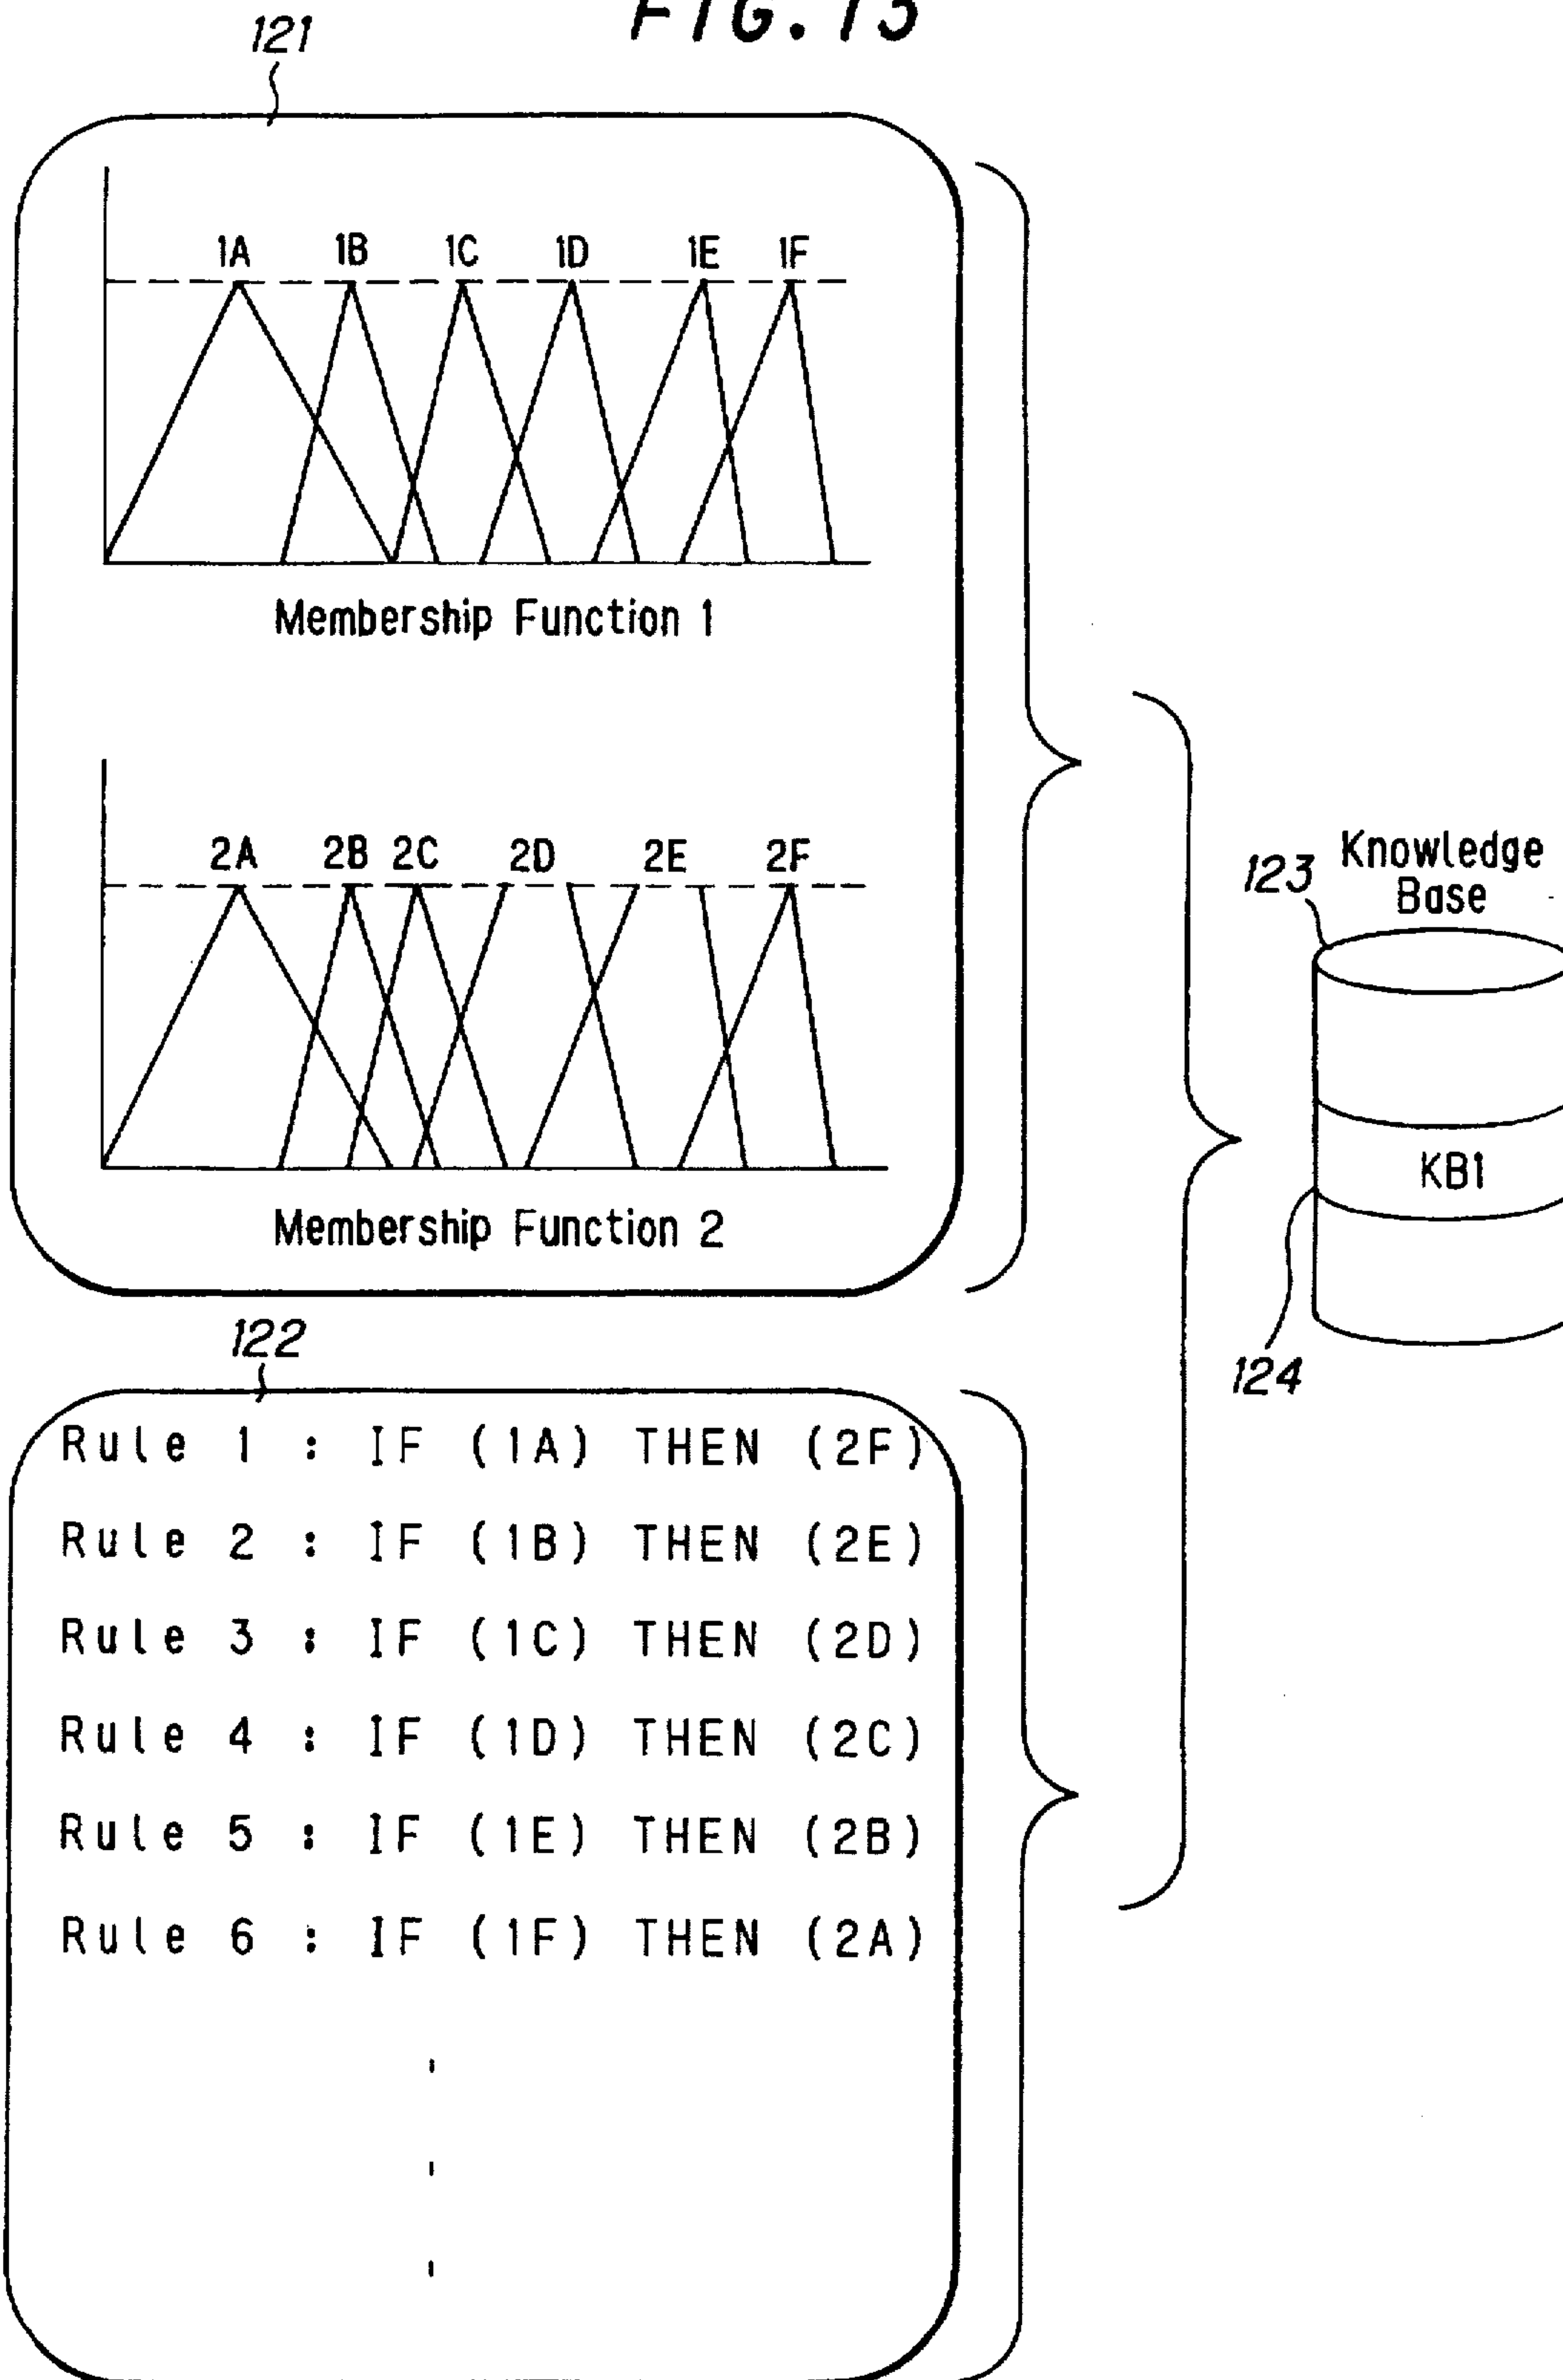 FIG. 13
121
1A 1B 1C 1D 1E 1F
Membership Function 1
2A 2B 2C 2D 2E 2F
Membership Function 2
123
Knowledge
Base
KB1
124
122
Rule 1 : IF (1A) THEN (2F)
Rule 2 : IF (1B) THEN (2E)
Rule 3 : IF (1C) THEN (2D)
Rule 4 : IF (1D) THEN (2C)
Rule 5 : IF (1E) THEN (2B)
Rule 6 : IF (1F) THEN (2A)